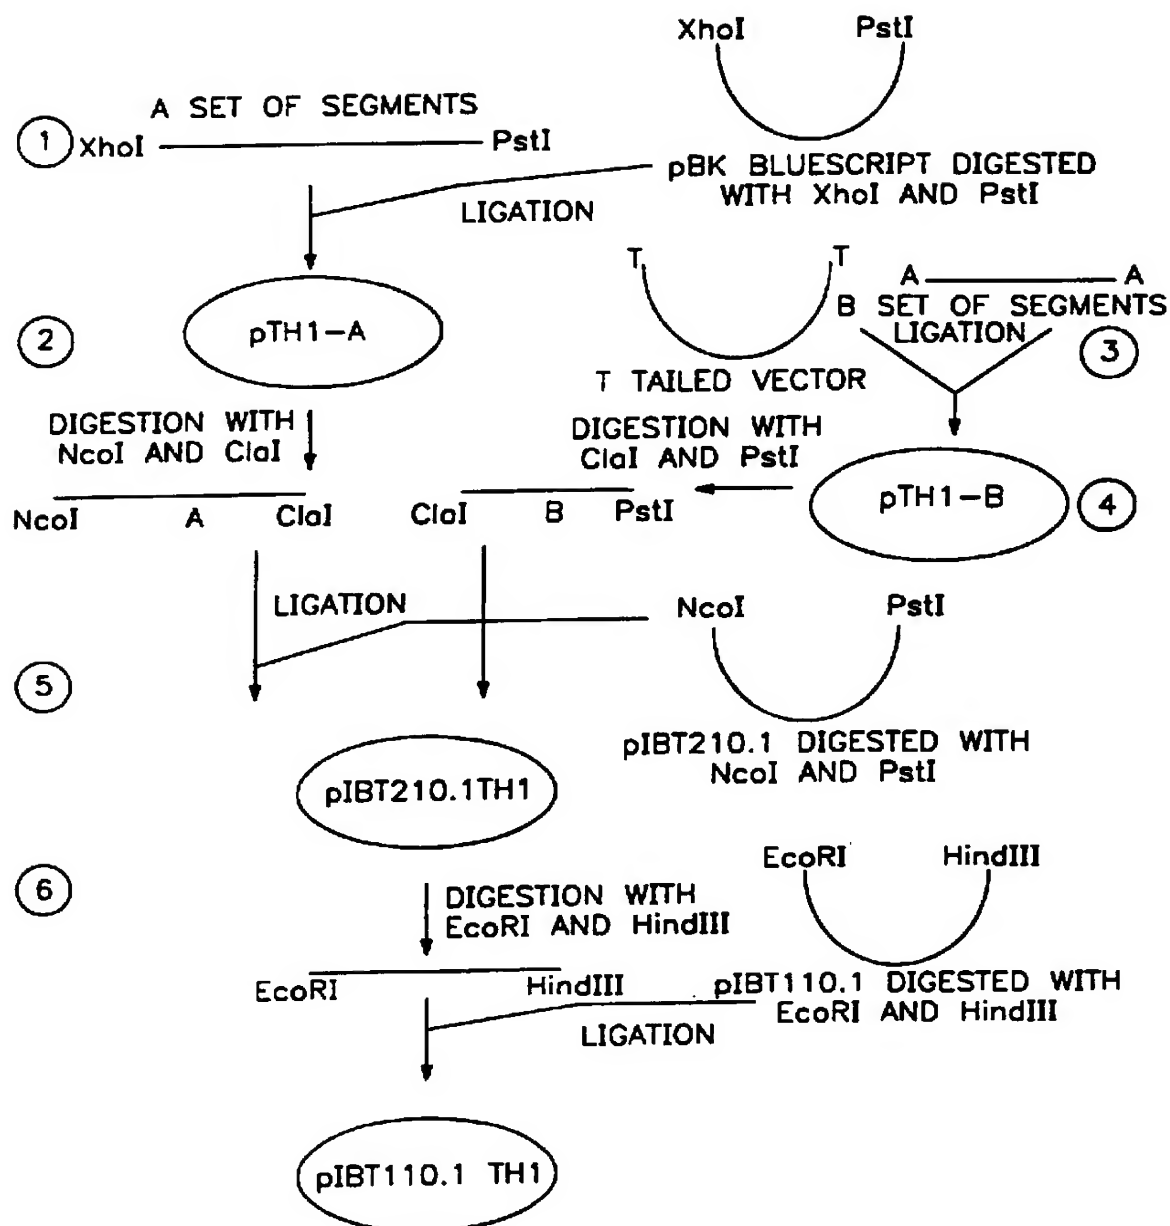 XhoI PstI
A SET OF SEGMENTS
1 XhoI PstI
pBK BLUESCRIPT DIGESTED
WITH XhoI AND PstI
LIGATION
T T
A A
B SET OF SEGMENTS
LIGATION
3
2
pTH1-A
T TAILED VECTOR
DIGESTION WITH
NcoI AND ClaI
DIGESTION WITH
ClaI AND PstI
pTH1-B
4
NcoI A ClaI
ClaI B PstI
LIGATION
NcoI PstI
5
pIBT210.1 DIGESTED WITH
NcoI AND PstI
pIBT210.1TH1
EcoRI HindIII
6
DIGESTION WITH
EcoRI AND HindIII
EcoRI HindIII
pIBT110.1 DIGESTED WITH
EcoRI AND HindIII
LIGATION
pIBT110.1 TH1